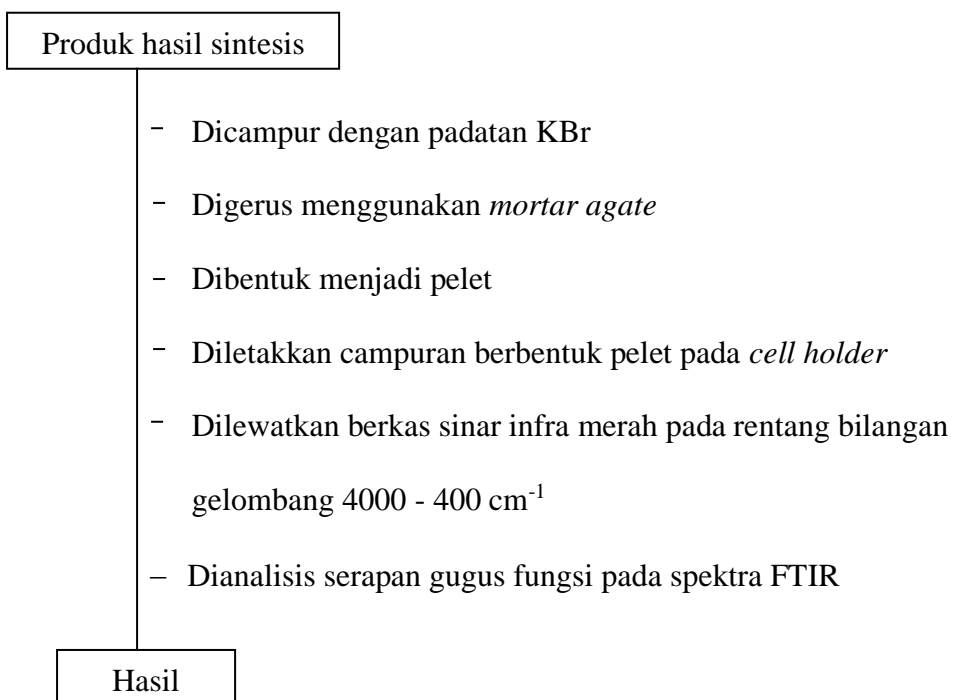 Produk hasil sintesis
- Dicampur dengan padatan KBr
- Digerus menggunakan mortar agate
- Dibentuk menjadi pelet
- Diletakkan campuran berbentuk pelet pada cell holder
- Dilewatkan berkas sinar infra merah pada rentang bilangan
gelombang 4000 - 400 cm⁻¹
– Dianalisis serapan gugus fungsi pada spektra FTIR
Hasil